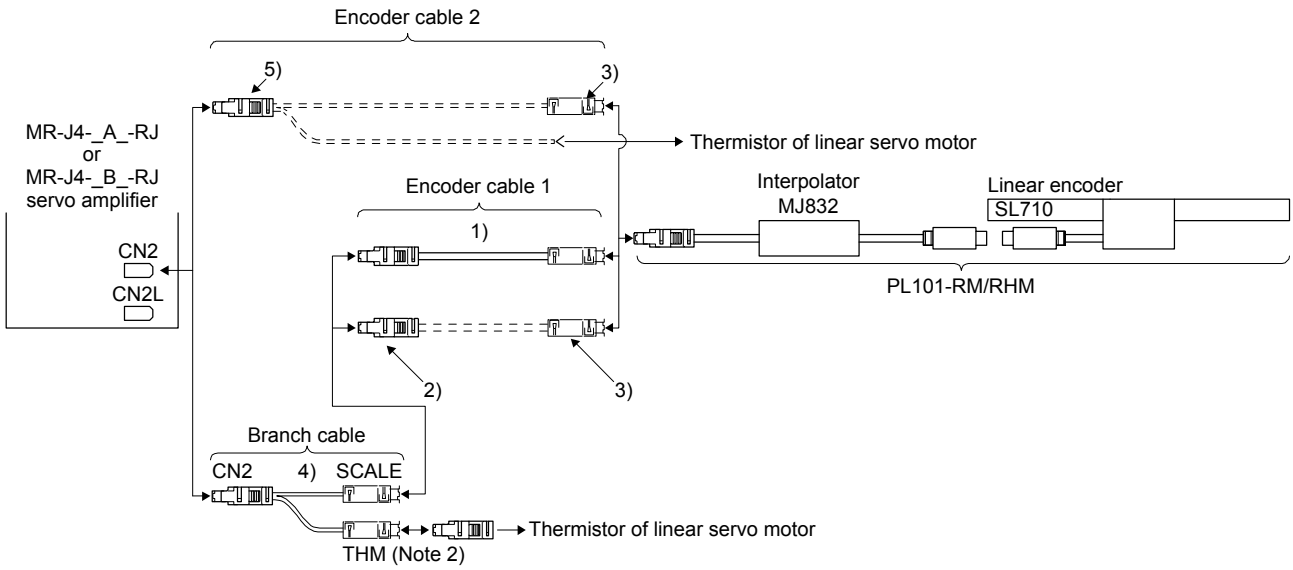 Encoder cable 2
5)
3)
MR-J4-_A_-RJ
or
MR-J4-_B_-RJ
servo amplifier
Thermistor of linear servo motor
Encoder cable 1
1)
Interpolator
MJ832
Linear encoder
SL710
CN2
CN2L
PL101-RM/RHM
2)
3)
Branch cable
CN2 4) SCALE
Thermistor of linear servo motor
THM (Note 2)